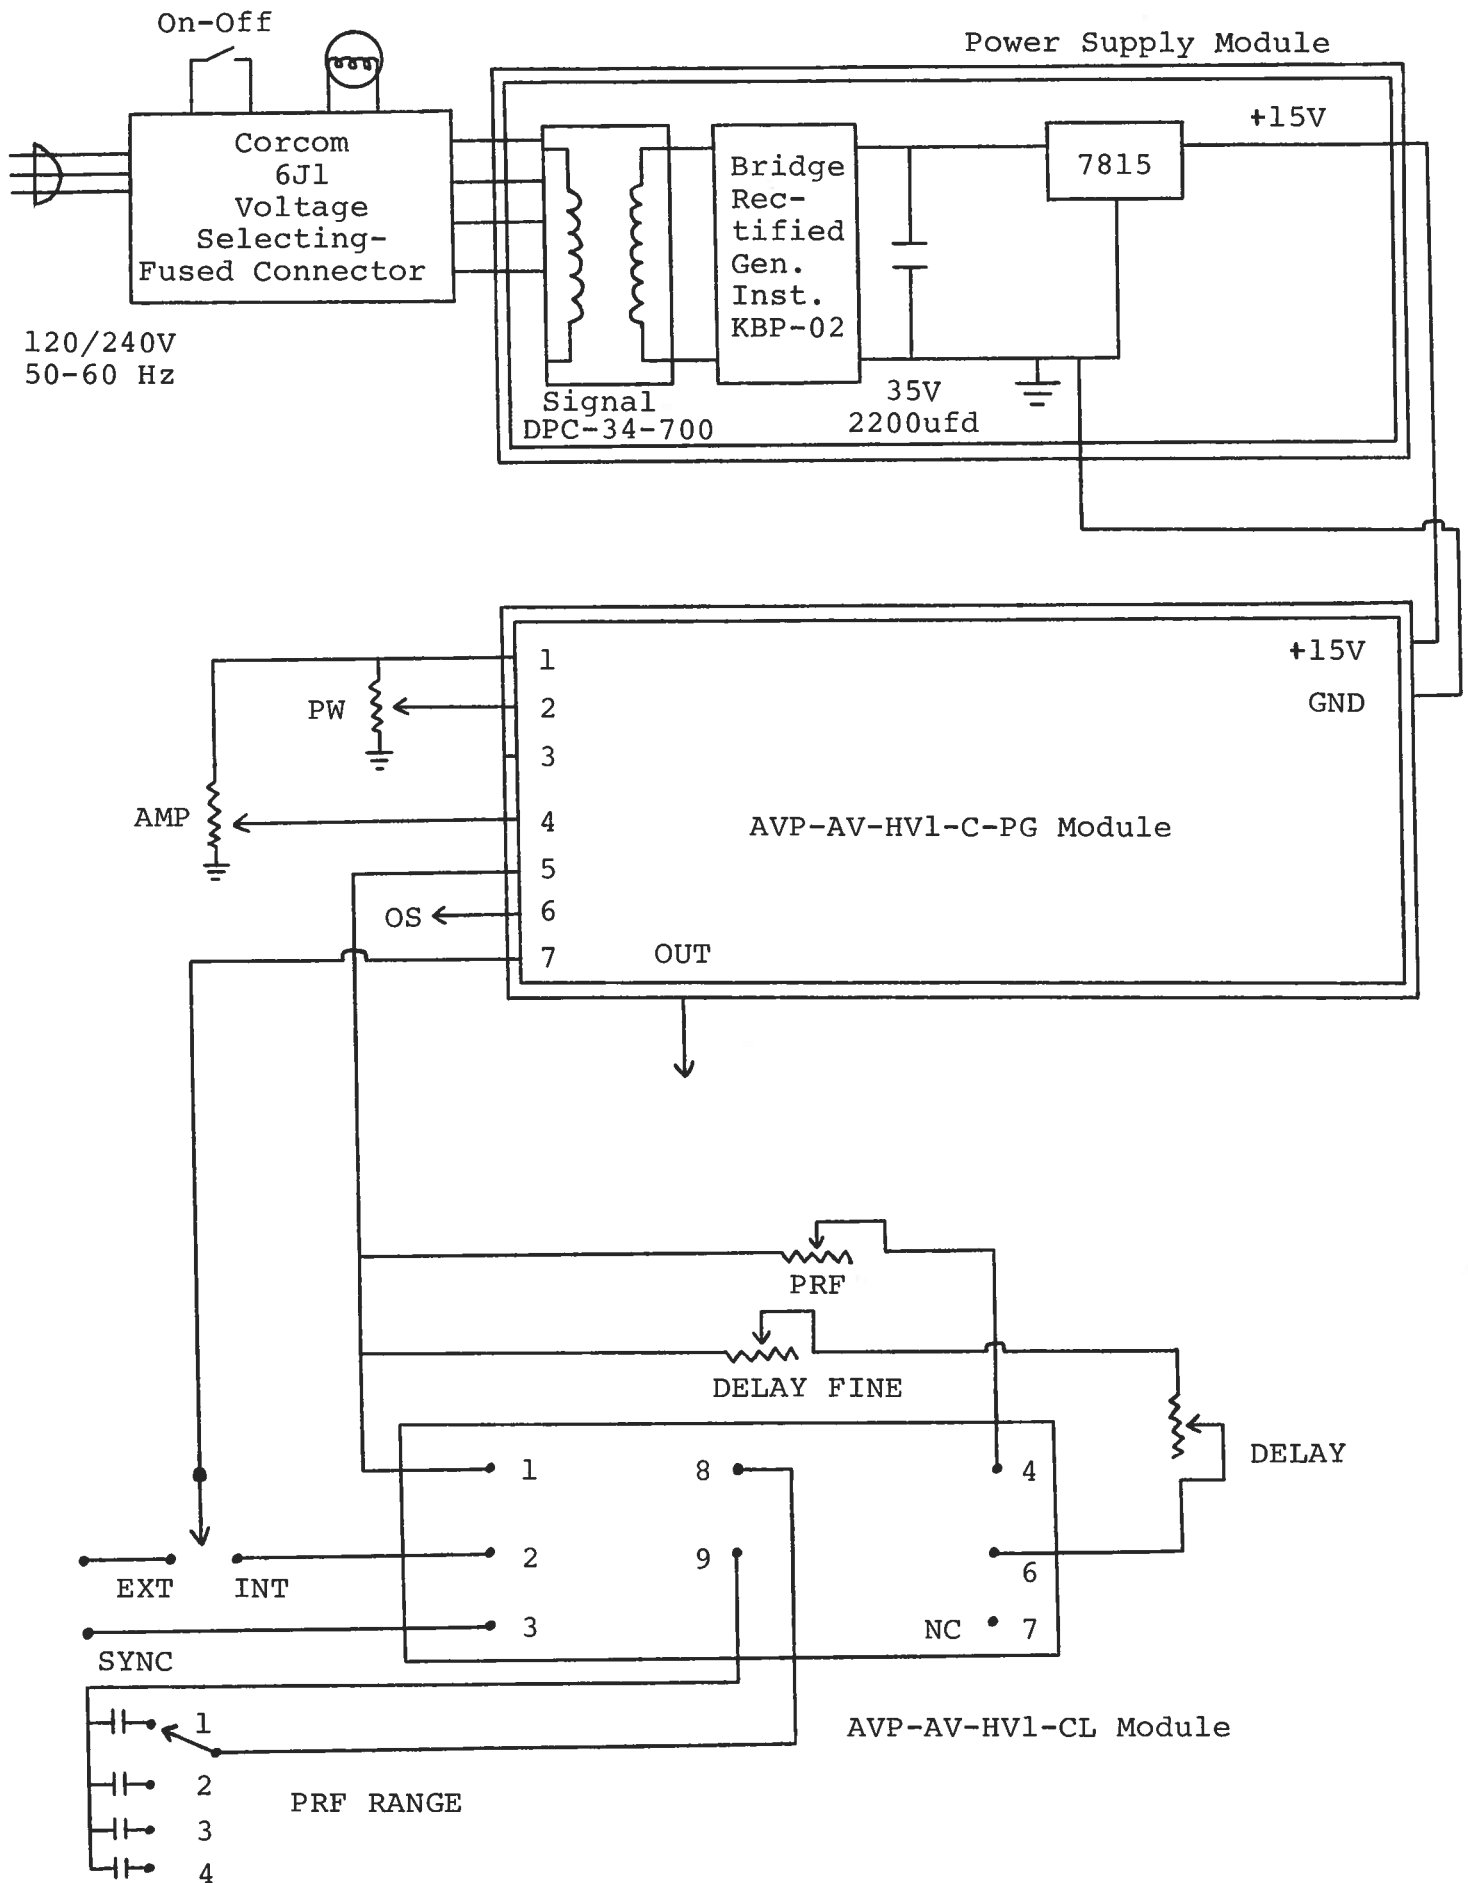 On-Off
Power Supply Module
Corcom
6J1
Voltage
Selecting-
Fused Connector
120/240V
50-60 Hz
Signal
DPC-34-700
Bridge
Rec-
tified
Gen.
Inst.
KBP-02
35V
2200ufd
7815
+15V
1
PW
2
3
AMP
4
5
OS
6
7
OUT
AVP-AV-HV1-C-PG Module
+15V
GND
PRF
DELAY FINE
DELAY
1
8
4
2
9
6
3
NC
7
EXT
INT
SYNC
AVP-AV-HV1-CL Module
1
2
3
4
PRF RANGE